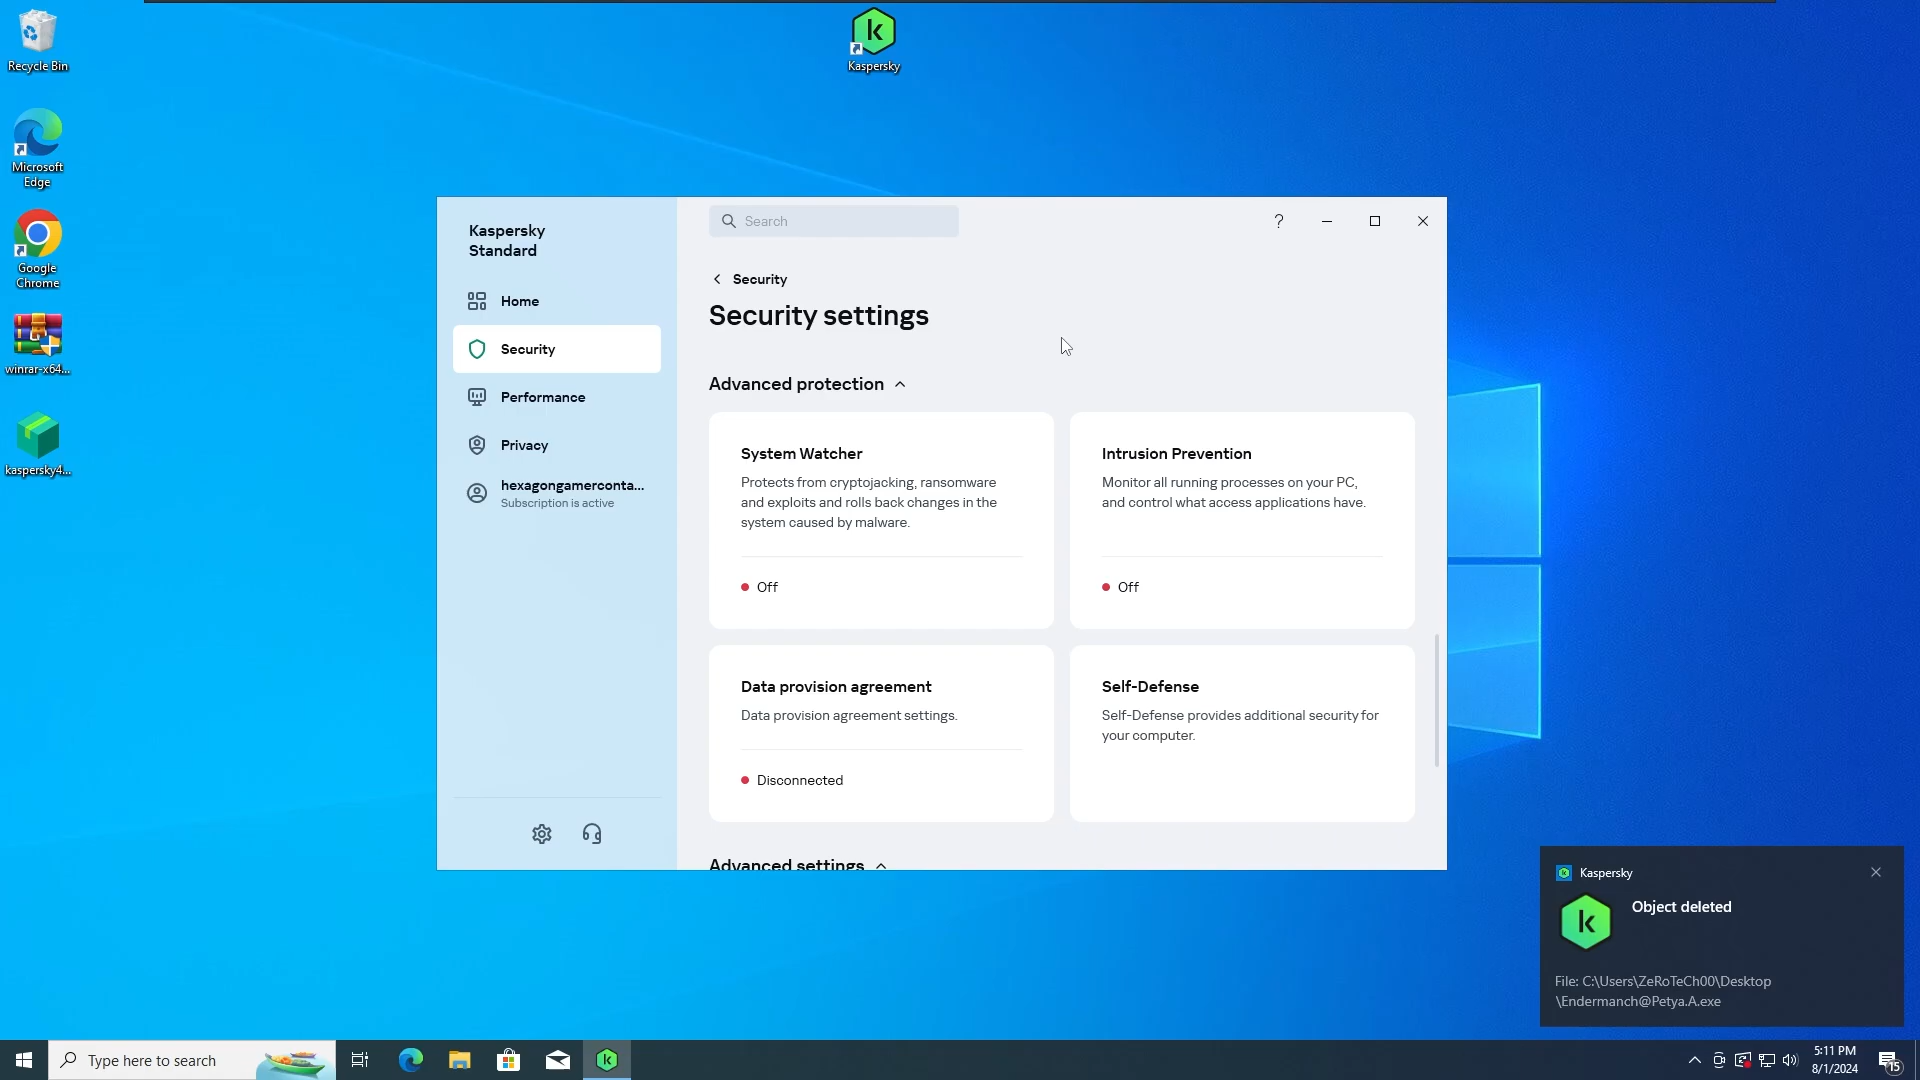 Recycle Bin
Kaspersky
Microsoft
Edge
Google
Chrome
winrar-x64...
kaspersky4...
Kaspersky
Standard
Home
Security
Performance
Privacy
hexagongamerconta...
Subscription is active
Search
?
Security
Security settings
Advanced protection
System Watcher
Protects from cryptojacking, ransomware
and exploits and rolls back changes in the
system caused by malware.
Off
Intrusion Prevention
Monitor all running processes on your PC,
and control what access applications have.
Off
Data provision agreement
Data provision agreement settings.
Disconnected
Self-Defense
Self-Defense provides additional security for
your computer.
Advanced settings
Kaspersky
Object deleted
File: C:\Users\ZeRoTeCh00\Desktop
\Endermanch@Petya.A.exe
Type here to search
5:11 PM
8/1/2024
15